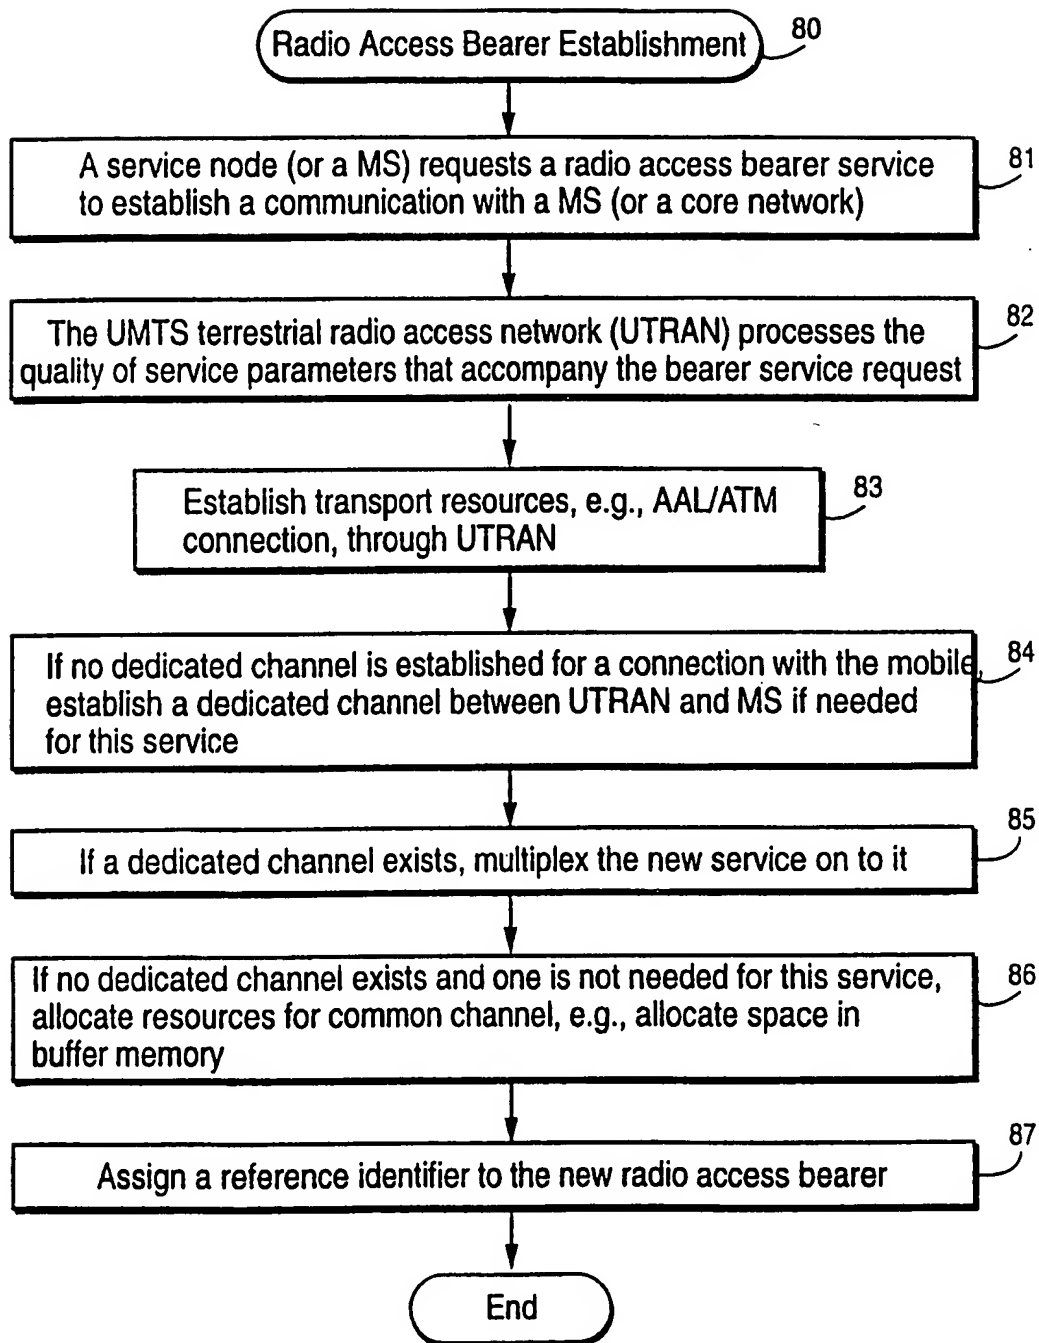 Radio Access Bearer Establishment
80
A service node (or a MS) requests a radio access bearer service
to establish a communication with a MS (or a core network)
81
The UMTS terrestrial radio access network (UTRAN) processes the
quality of service parameters that accompany the bearer service request
82
Establish transport resources, e.g., AAL/ATM
connection, through UTRAN
83
If no dedicated channel is established for a connection with the mobile,
establish a dedicated channel between UTRAN and MS if needed
for this service
84
If a dedicated channel exists, multiplex the new service on to it
85
If no dedicated channel exists and one is not needed for this service,
allocate resources for common channel, e.g., allocate space in
buffer memory
86
Assign a reference identifier to the new radio access bearer
87
End